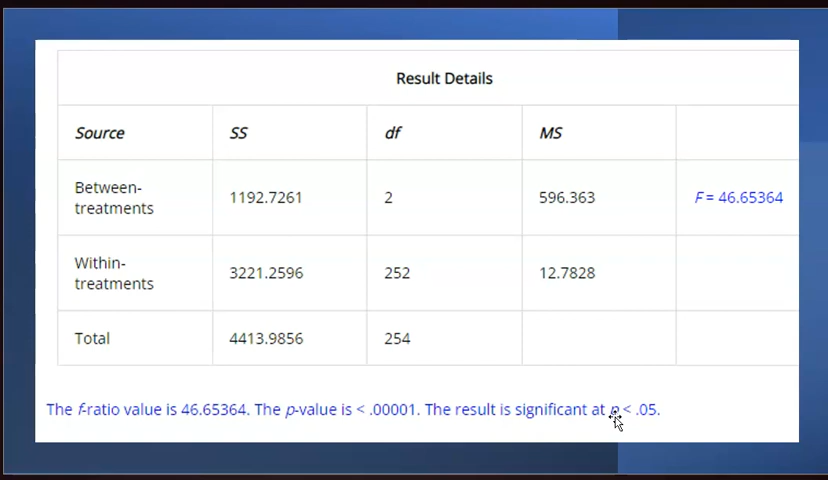 Result Details
Source SS df MS
Between-
treatments 1192.7261 2 596.363 F = 46.65364
Within-
treatments 3221.2596 252 12.7828
Total 4413.9856 254
The f-ratio value is 46.65364. The p-value is < .00001. The result is significant at p < .05.